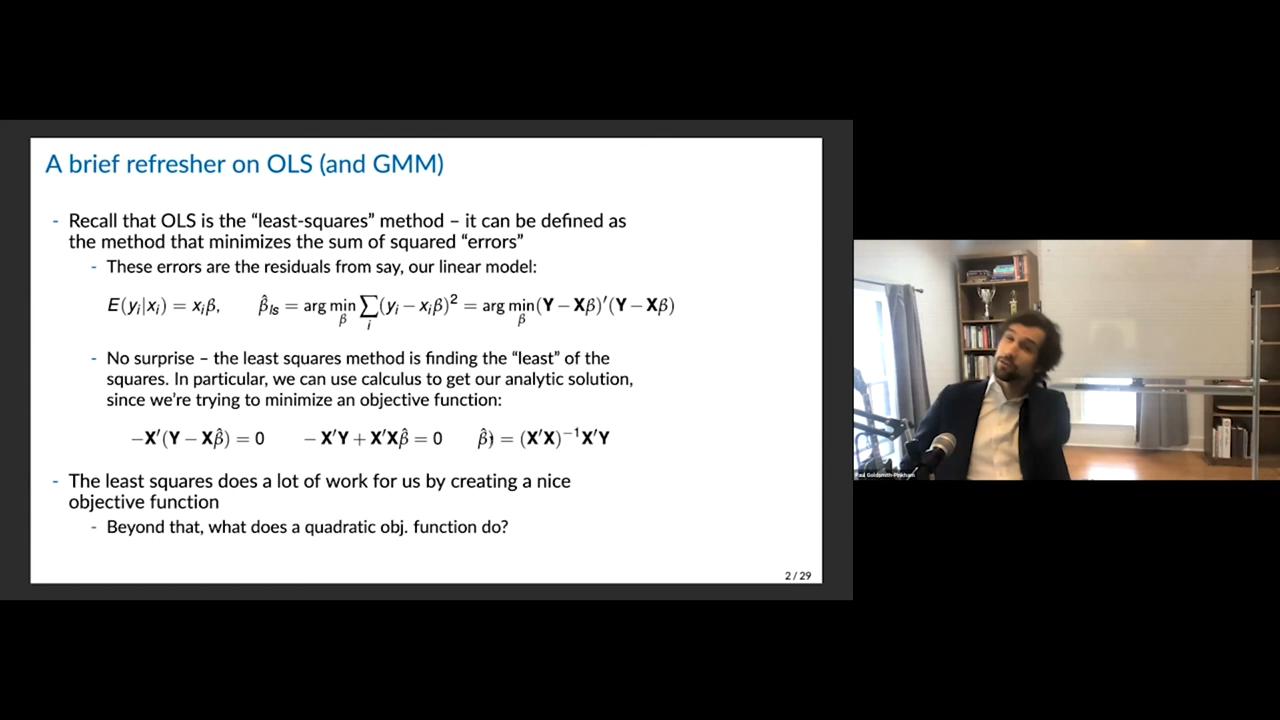 A brief refresher on OLS (and GMM)
- Recall that OLS is the “least-squares” method – it can be defined as
the method that minimizes the sum of squared “errors”
- These errors are the residuals from say, our linear model:
E(yᵢ|xᵢ) = xᵢβ, β̂ₗₛ = arg min_β ∑ᵢ(yᵢ − xᵢβ)² = arg min_β(Y − Xβ)′(Y − Xβ)
- No surprise – the least squares method is finding the “least” of the
squares. In particular, we can use calculus to get our analytic solution,
since we’re trying to minimize an objective function:
−X′(Y − Xβ̂) = 0 − X′Y + X′Xβ̂ = 0 β̂) = (X′X)⁻¹X′Y
- The least squares does a lot of work for us by creating a nice
objective function
- Beyond that, what does a quadratic obj. function do?
2 / 29
Paul Goldsmith-Pinkham